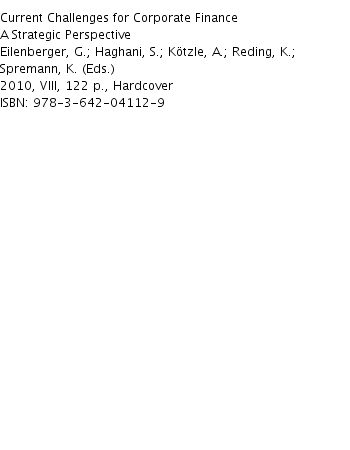 Current Challenges for Corporate Finance
A Strategic Perspective
Eilenberger, G.; Haghani, S.; Kötzle, A.; Reding, K.;
Spremann, K. (Eds.)
2010, VIII, 122 p., Hardcover
ISBN: 978-3-642-04112-9